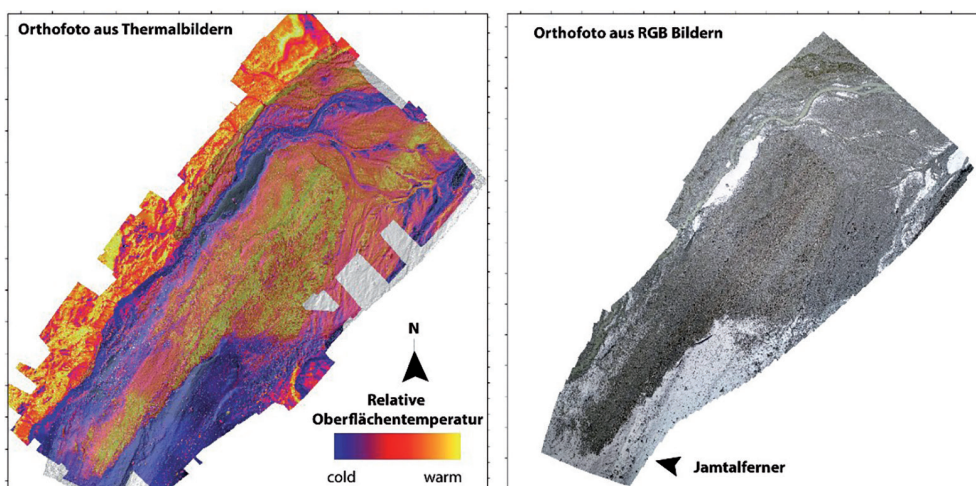 Orthofoto aus Thermalbildern
Orthofoto aus RGB Bildern
N
Relative
Oberflächentemperatur
cold
warm
Jamtalferner